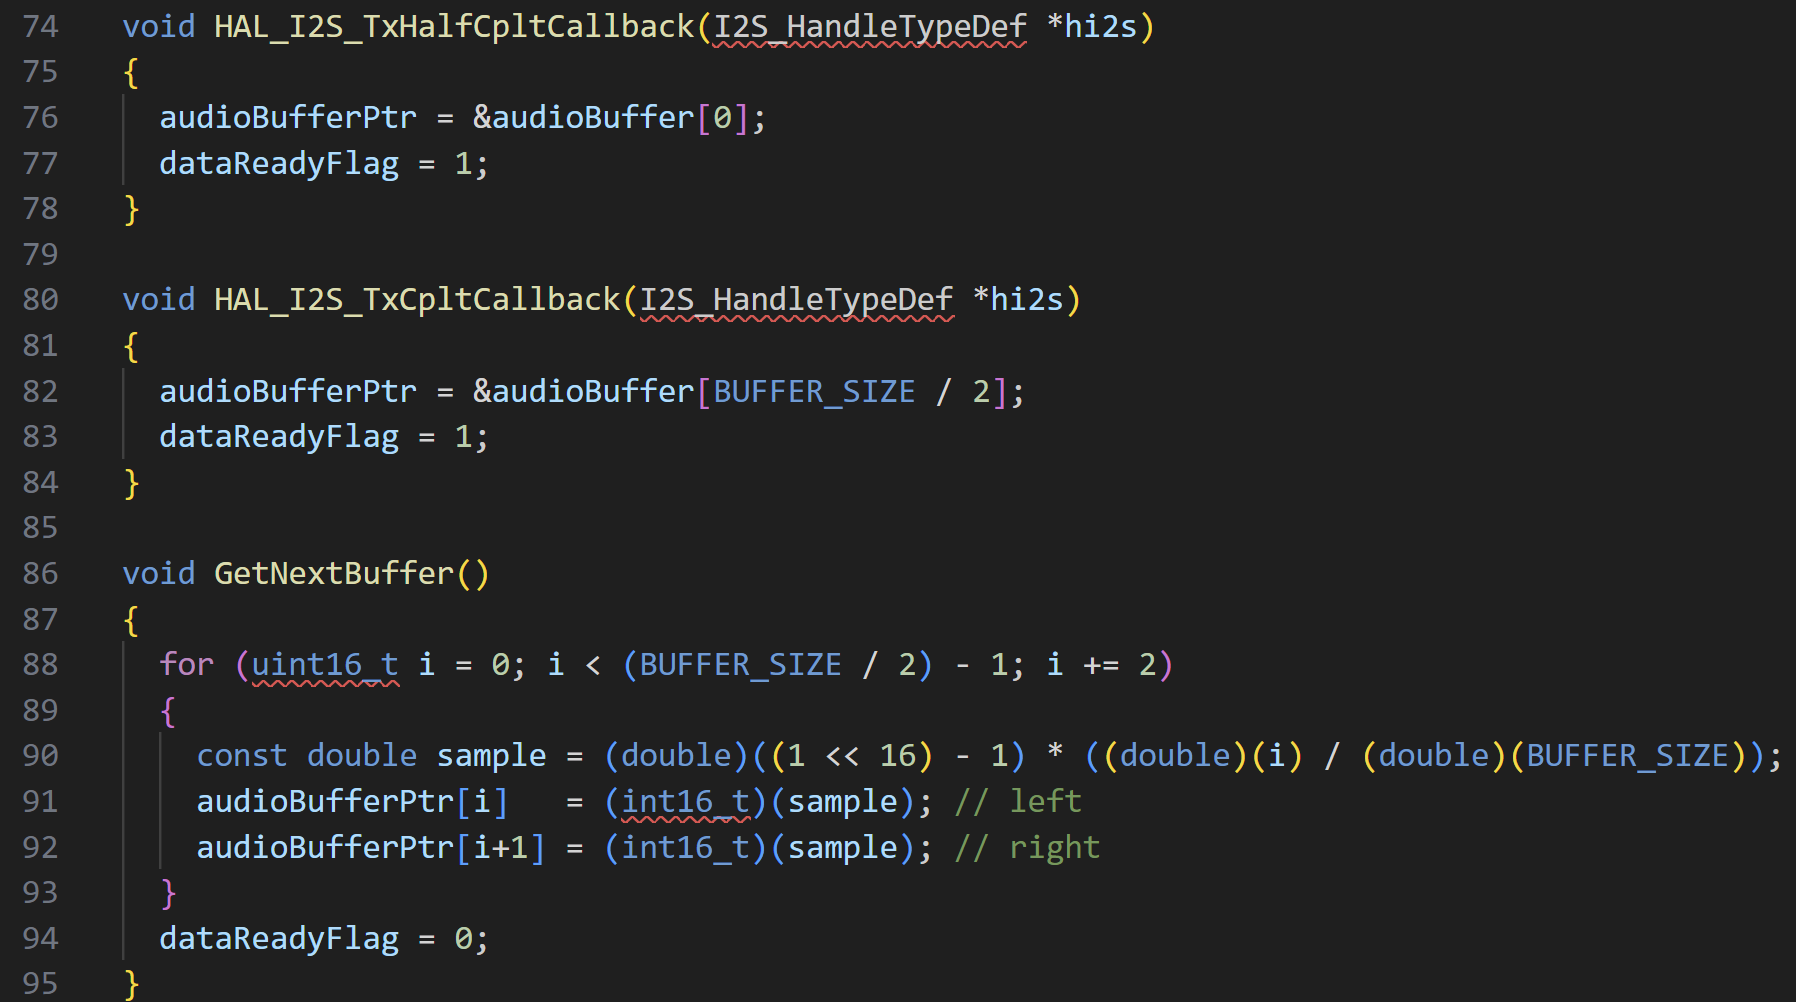 74 void HAL_I2S_TxHalfCpltCallback(I2S_HandleTypeDef *hi2s)
75 {
76   audioBufferPtr = &audioBuffer[0];
77   dataReadyFlag = 1;
78 }
79
80 void HAL_I2S_TxCpltCallback(I2S_HandleTypeDef *hi2s)
81 {
82   audioBufferPtr = &audioBuffer[BUFFER_SIZE / 2];
83   dataReadyFlag = 1;
84 }
85
86 void GetNextBuffer()
87 {
88   for (uint16_t i = 0; i < (BUFFER_SIZE / 2) - 1; i += 2)
89   {
90     const double sample = (double)((1 << 16) - 1) * ((double)(i) / (double)(BUFFER_SIZE));
91     audioBufferPtr[i]   = (int16_t)(sample); // left
92     audioBufferPtr[i+1] = (int16_t)(sample); // right
93   }
94   dataReadyFlag = 0;
95 }